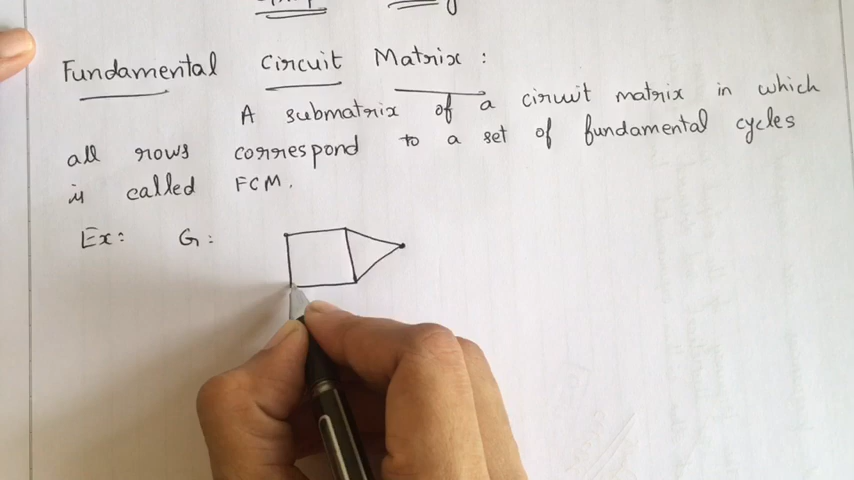 Fundamental Circuit Matrix :
A submatrix of a circuit matrix in which
all rows correspond to a set of fundamental cycles
is called FCM.
Ex: G: